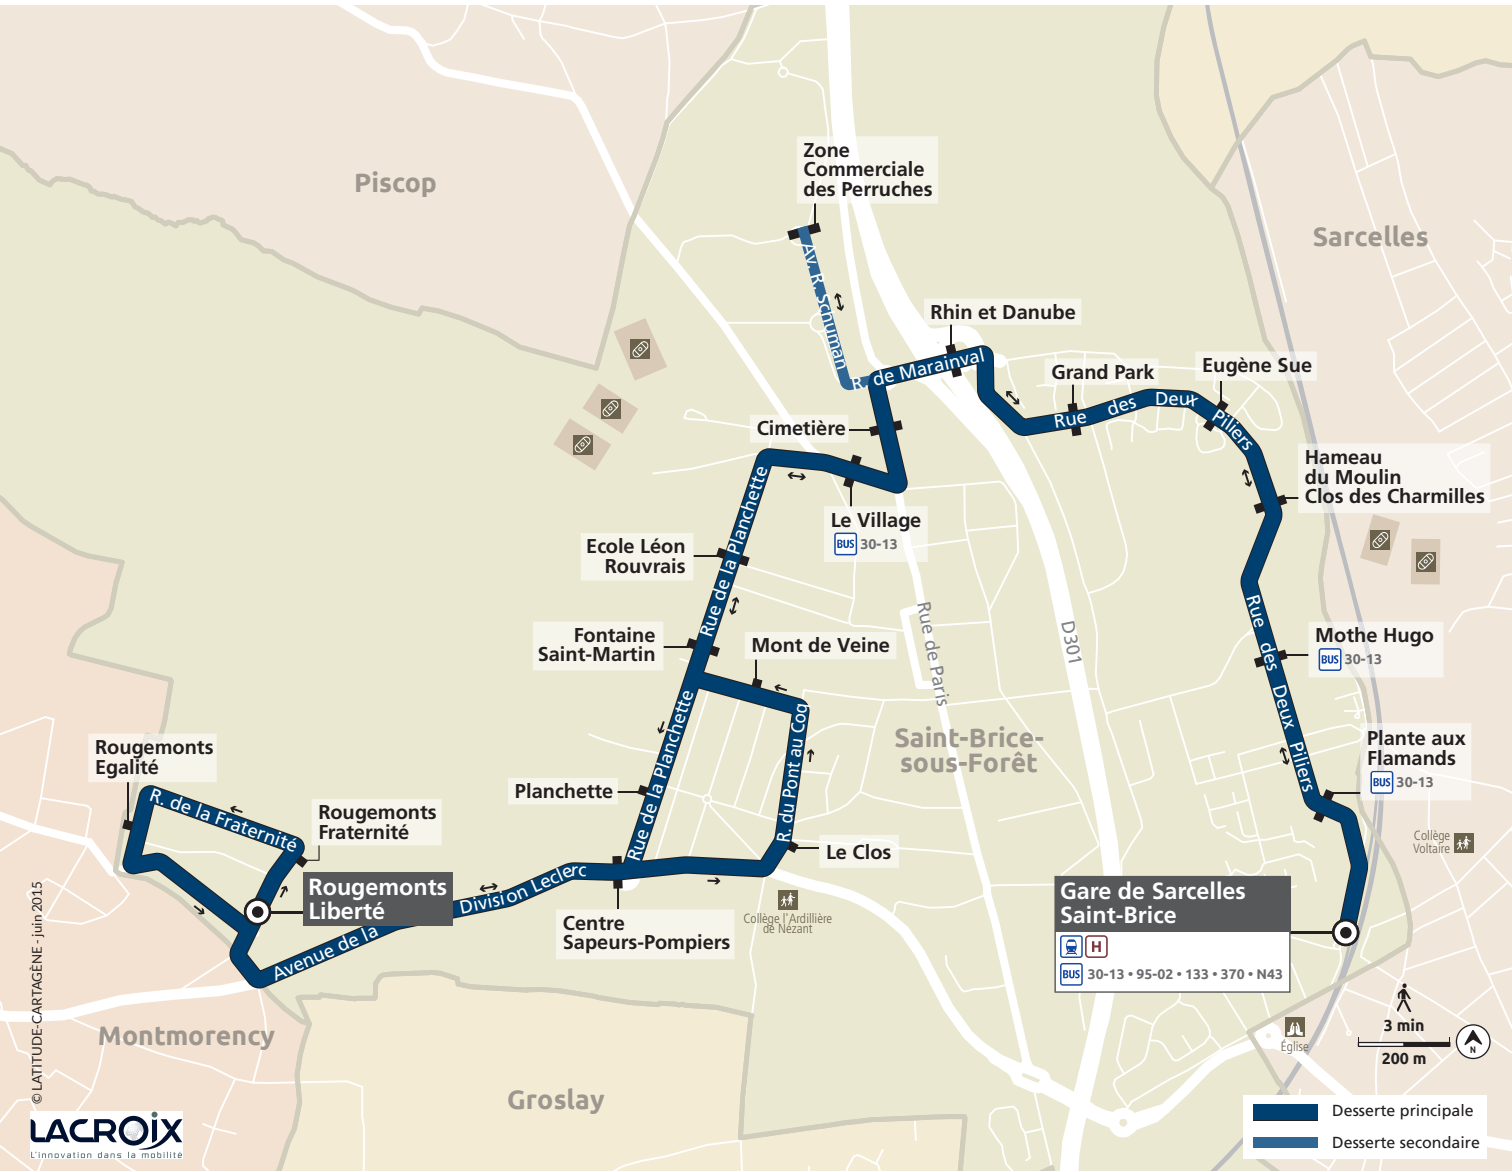 Piscop
Zone
Commerciale
des Perruches
Sarcelles
Av. R. Schuman
Rhin et Danube
R. de Marainval
Grand Park
Eugène Sue
Rue des Deux Piliers
Cimetière
Hameau
du Moulin
Clos des Charmilles
Le Village
BUS 30-13
Ecole Léon
Rouvrais
Rue de la Planchette
Fontaine
Saint-Martin
Mont de Veine
Rue de Paris
D301
Mothe Hugo
BUS 30-13
Rue des Deux Piliers
Saint-Brice-
sous-Forêt
Plante aux
Flamands
BUS 30-13
Rougemonts
Egalité
R. de la Fraternité
Rougemonts
Fraternité
Planchette
Rue de la Planchette
R. du Pont au Coq
Le Clos
Collège
Voltaire
Rougemonts
Liberté
Avenue de la Division Leclerc
Centre
Sapeurs-Pompiers
Collège l'Ardillière
de Nézant
Gare de Sarcelles
Saint-Brice
H
BUS 30-13 • 95-02 • 133 • 370 • N43
Montmorency
Groslay
Église
3 min
200 m
N
© LATITUDE-CARTAGÈNE - juin 2015
LACROIX
L'innovation dans la mobilité
Desserte principale
Desserte secondaire